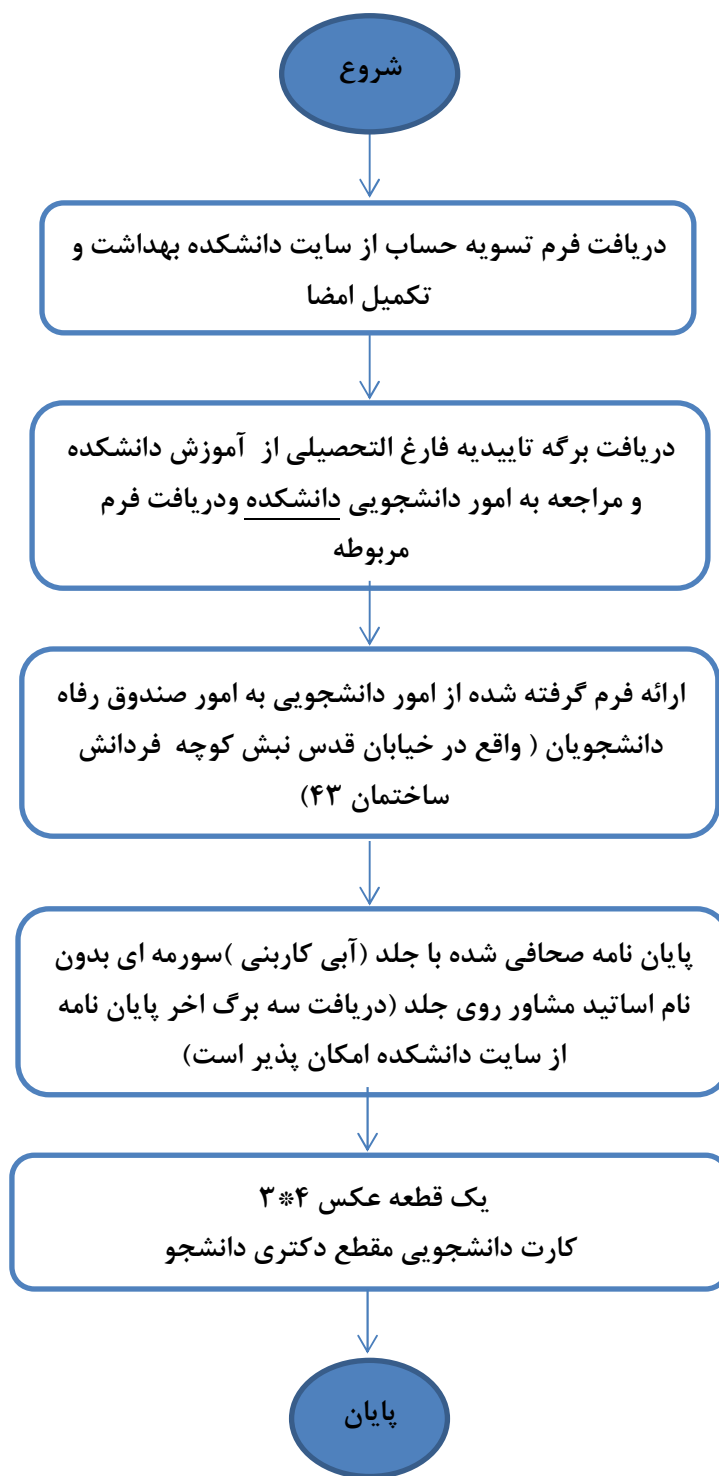 شروع
دریافت فرم تسویه حساب از سایت دانشکده بهداشت و
تکمیل امضا
دریافت برگه تاییدیه فارغ التحصیلی از آموزش دانشکده
و مراجعه به امور دانشجویی دانشکده ودریافت فرم
مربوطه
ارائه فرم گرفته شده از امور دانشجویی به امور صندوق رفاه
دانشجویان ( واقع در خیابان قدس نبش کوچه فردانش
ساختمان ۴۳)
پایان نامه صحافی شده با جلد (آبی کاربنی )سورمه ای بدون
نام اساتید مشاور روی جلد (دریافت سه برگ اخر پایان نامه
از سایت دانشکده امکان پذیر است)
یک قطعه عکس ۴*۳
کارت دانشجویی مقطع دکتری دانشجو
پایان